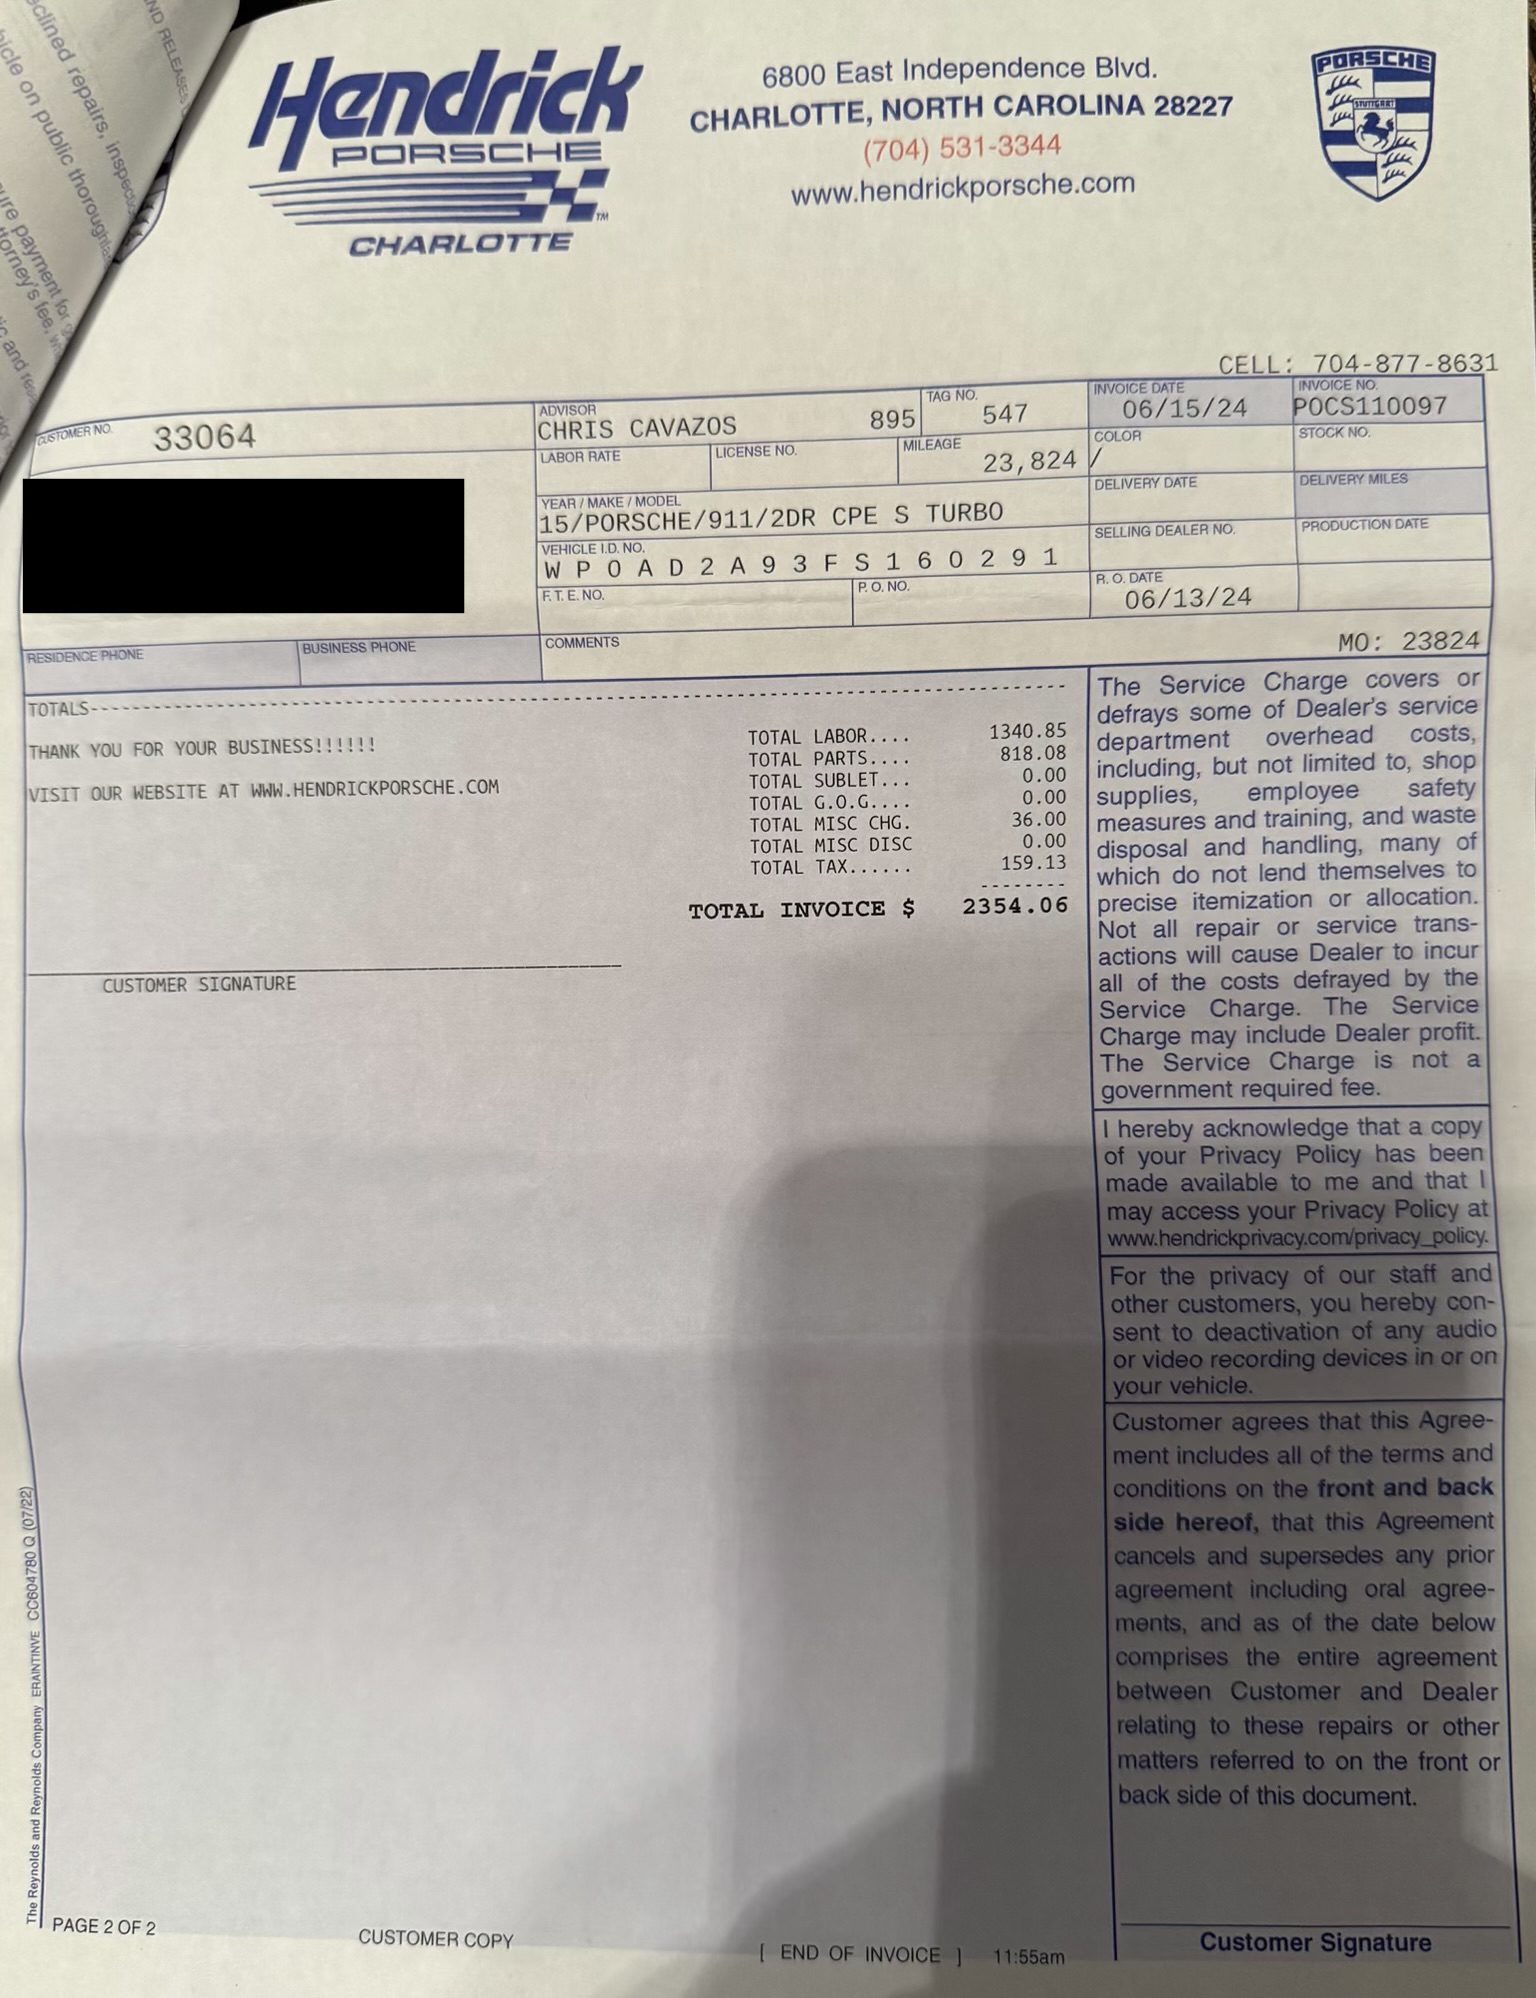 ND RELEASES
clined repairs, inspec
hicle on public thorough
ure payment for
ttorney's fee, w
c and re
Hendrick
PORSCHE
TM
CHARLOTTE
6800 East Independence Blvd.
CHARLOTTE, NORTH CAROLINA 28227
(704) 531-3344
www.hendrickporsche.com
PORSCHE
STUTTGART
CELL: 704-877-8631
CUSTOMER NO. 33064
ADVISOR
CHRIS CAVAZOS 895
TAG NO.
547
INVOICE DATE
06/15/24
INVOICE NO.
POCS110097
LABOR RATE
LICENSE NO.
MILEAGE
23,824
COLOR
/
STOCK NO.
YEAR / MAKE / MODEL
15/PORSCHE/911/2DR CPE S TURBO
DELIVERY DATE
DELIVERY MILES
VEHICLE I.D. NO.
W P 0 A D 2 A 9 3 F S 1 6 0 2 9 1
SELLING DEALER NO.
PRODUCTION DATE
F. T. E. NO.
P. O. NO.
R. O. DATE
06/13/24
RESIDENCE PHONE
BUSINESS PHONE
COMMENTS
MO: 23824
TOTALS----------------------------------------------------------------
THANK YOU FOR YOUR BUSINESS!!!!!!
VISIT OUR WEBSITE AT WWW.HENDRICKPORSCHE.COM
TOTAL LABOR.... 1340.85
TOTAL PARTS.... 818.08
TOTAL SUBLET... 0.00
TOTAL G.O.G.... 0.00
TOTAL MISC CHG. 36.00
TOTAL MISC DISC 0.00
TOTAL TAX...... 159.13
--------
TOTAL INVOICE $ 2354.06
CUSTOMER SIGNATURE
The Service Charge covers or
defrays some of Dealer's service
department overhead costs,
including, but not limited to, shop
supplies, employee safety
measures and training, and waste
disposal and handling, many of
which do not lend themselves to
precise itemization or allocation.
Not all repair or service trans-
actions will cause Dealer to incur
all of the costs defrayed by the
Service Charge. The Service
Charge may include Dealer profit.
The Service Charge is not a
government required fee.
I hereby acknowledge that a copy
of your Privacy Policy has been
made available to me and that I
may access your Privacy Policy at
www.hendrickprivacy.com/privacy_policy.
For the privacy of our staff and
other customers, you hereby con-
sent to deactivation of any audio
or video recording devices in or on
your vehicle.
Customer agrees that this Agree-
ment includes all of the terms and
conditions on the front and back
side hereof, that this Agreement
cancels and supersedes any prior
agreement including oral agree-
ments, and as of the date below
comprises the entire agreement
between Customer and Dealer
relating to these repairs or other
matters referred to on the front or
back side of this document.
Customer Signature
The Reynolds and Reynolds Company ERAINTINVE CC604780 Q (07/22)
PAGE 2 OF 2
CUSTOMER COPY
[ END OF INVOICE ] 11:55am